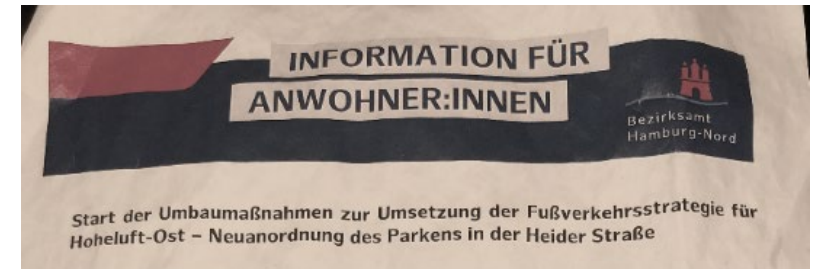 INFORMATION FÜR
ANWOHNER:INNEN
Bezirksamt
Hamburg-Nord
Start der Umbaumaßnahmen zur Umsetzung der Fußverkehrsstrategie für
Hoheluft-Ost – Neuanordnung des Parkens in der Heider Straße